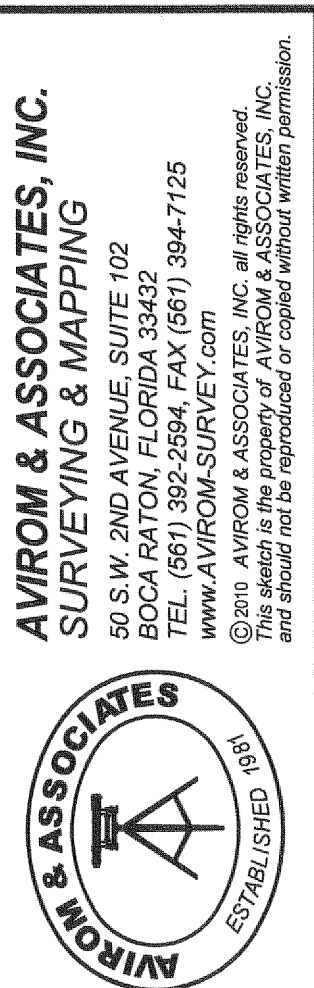 AVIROM & ASSOCIATES, INC.
SURVEYING & MAPPING
50 S.W. 2ND AVENUE, SUITE 102
BOCA RATON, FLORIDA 33432
TEL. (561) 392-2594, FAX (561) 394-7125
www.AVIROM-SURVEY.com
©2010 AVIROM & ASSOCIATES, INC. all rights reserved.
This sketch is the property of AVIROM & ASSOCIATES, INC.
and should not be reproduced or copied without written permission.
AVIROM & ASSOCIATES
ESTABLISHED 1981